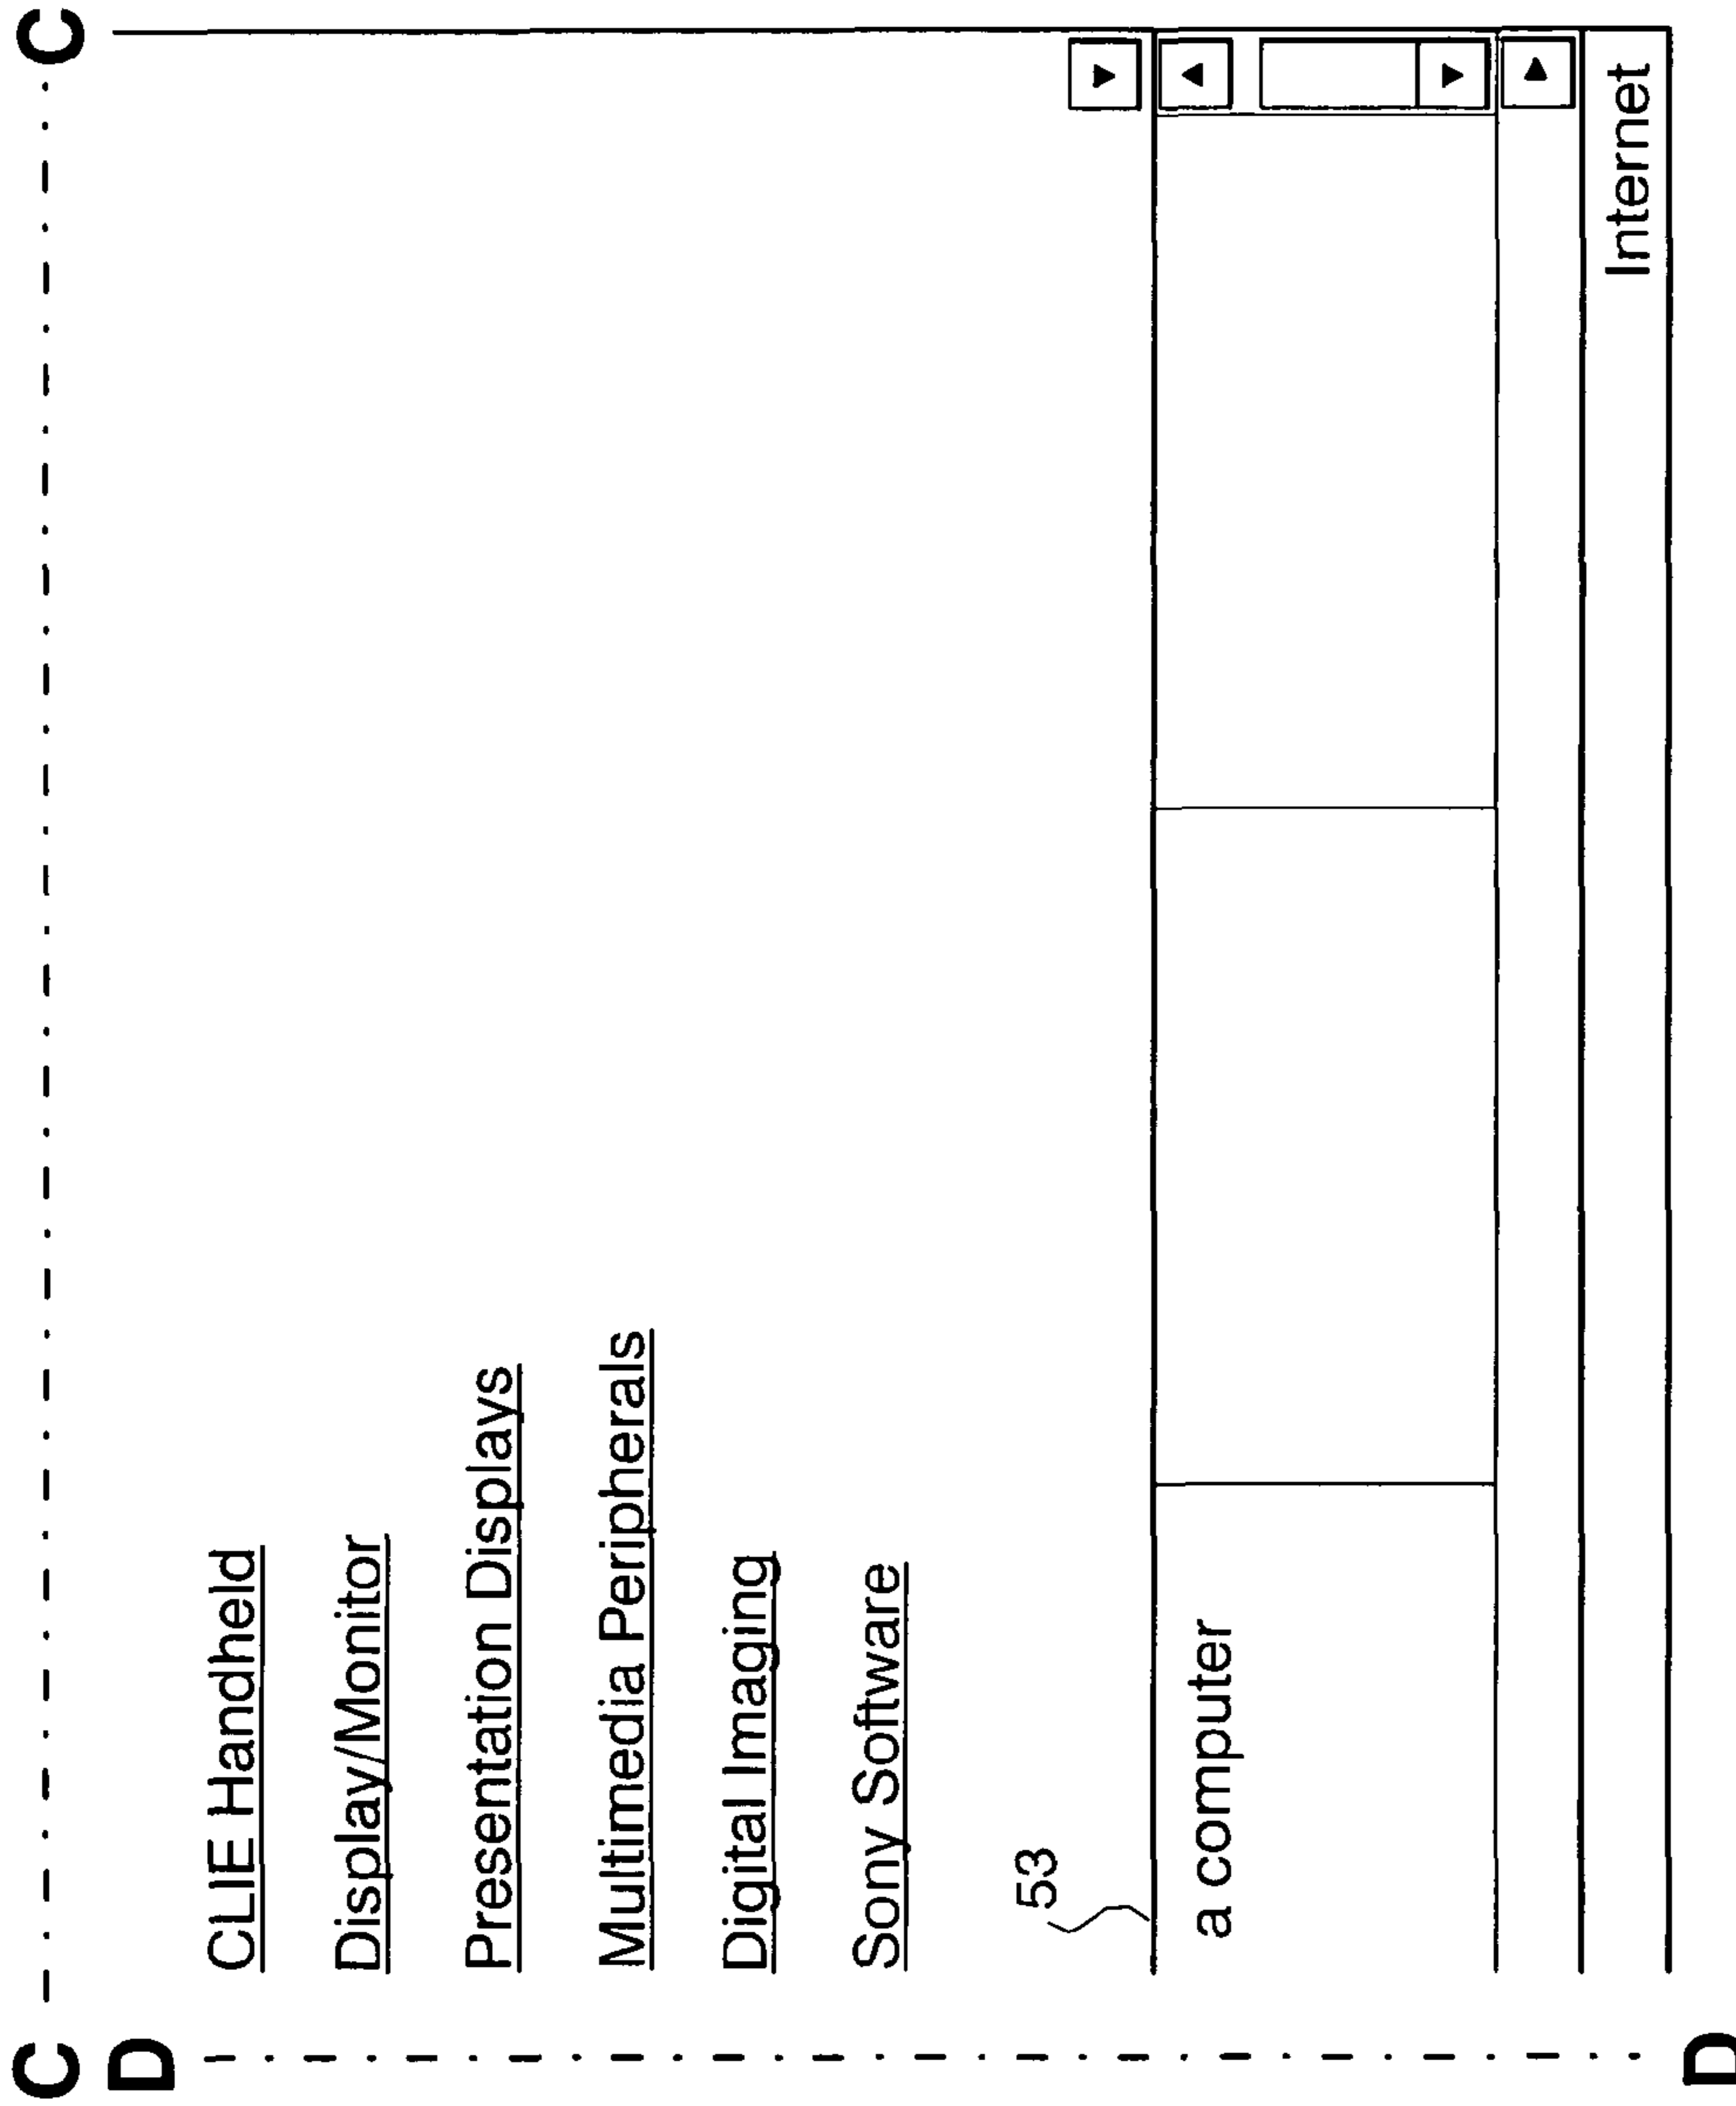 C C
D
CLIE Handheld
Display/Monitor
Presentation Displays
Multimedia Peripherals
Digital Imaging
Sony Software
53
a computer
Internet
D